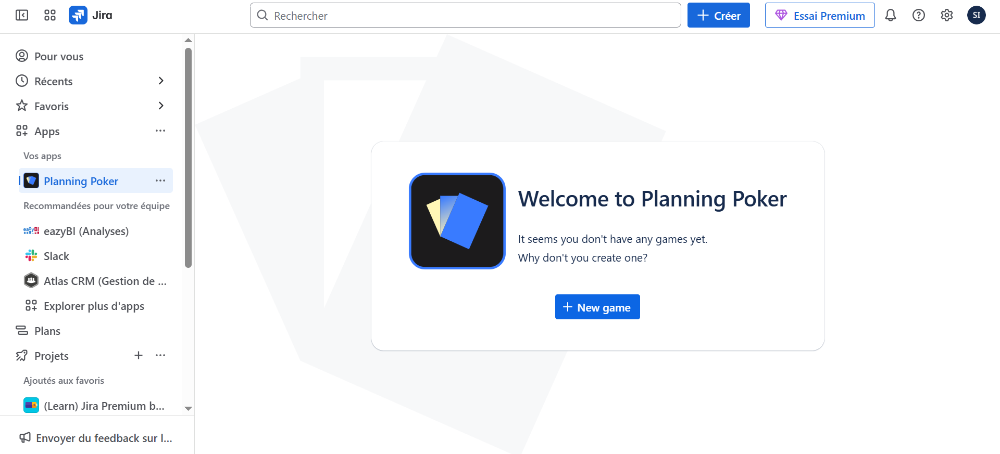 Jira
Rechercher
Créer
Essai Premium
SI
Pour vous
Récents
Favoris
Apps
Vos apps
Planning Poker
Recommandées pour votre équipe
eazyBI
eazyBI (Analyses)
Slack
Atlas CRM (Gestion de ...
Explorer plus d'apps
Plans
Projets
Ajoutés aux favoris
(Learn) Jira Premium b...
Envoyer du feedback sur l...
Welcome to Planning Poker
It seems you don't have any games yet.
Why don't you create one?
New game